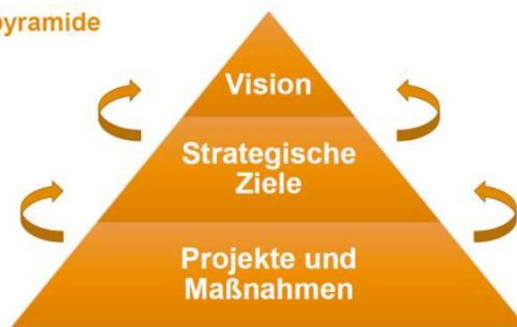 pyramide
Vision
Strategische
Ziele
Projekte und
Maßnahmen